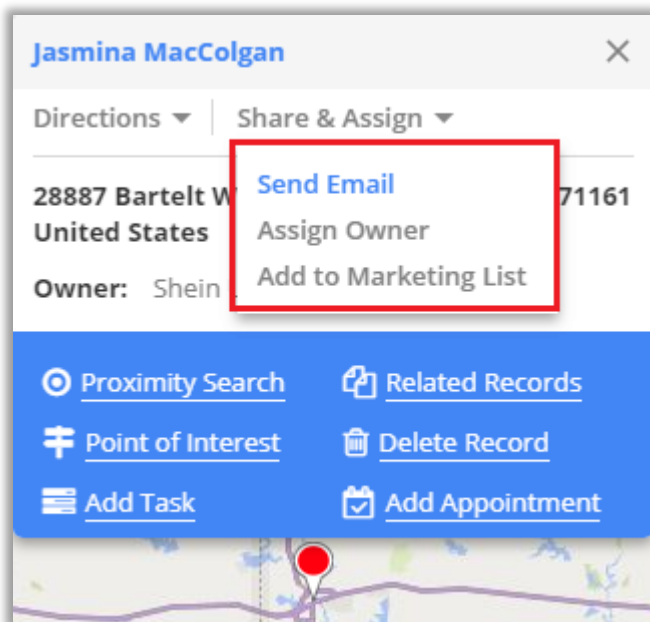 Jasmina MacColgan
Directions Share & Assign
Send Email
Assign Owner
Add to Marketing List
28887 Bartelt 71161
United States
Owner: Shein
Proximity Search Related Records
Point of Interest Delete Record
Add Task Add Appointment